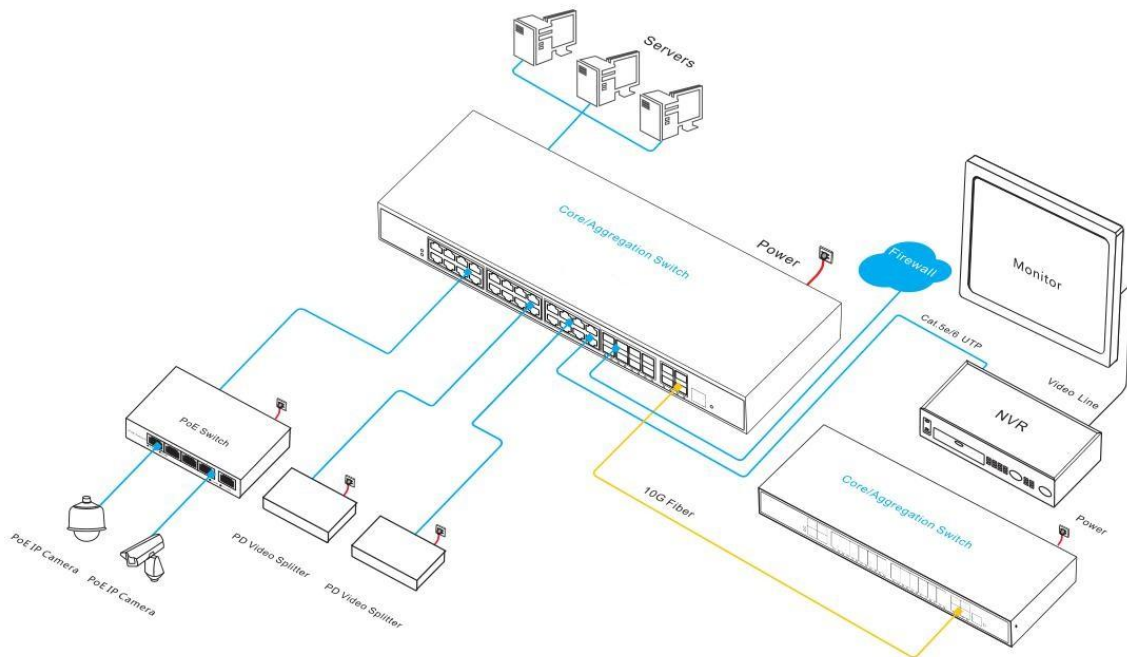 Servers
Core/Aggregation Switch
Power
Firewall
Monitor
Cat.5e/6 UTP
Video Line
NVR
PoE Switch
10G Fiber
Core/Aggregation Switch
Power
PoE IP Camera
PoE IP Camera
PD Video Splitter
PD Video Splitter